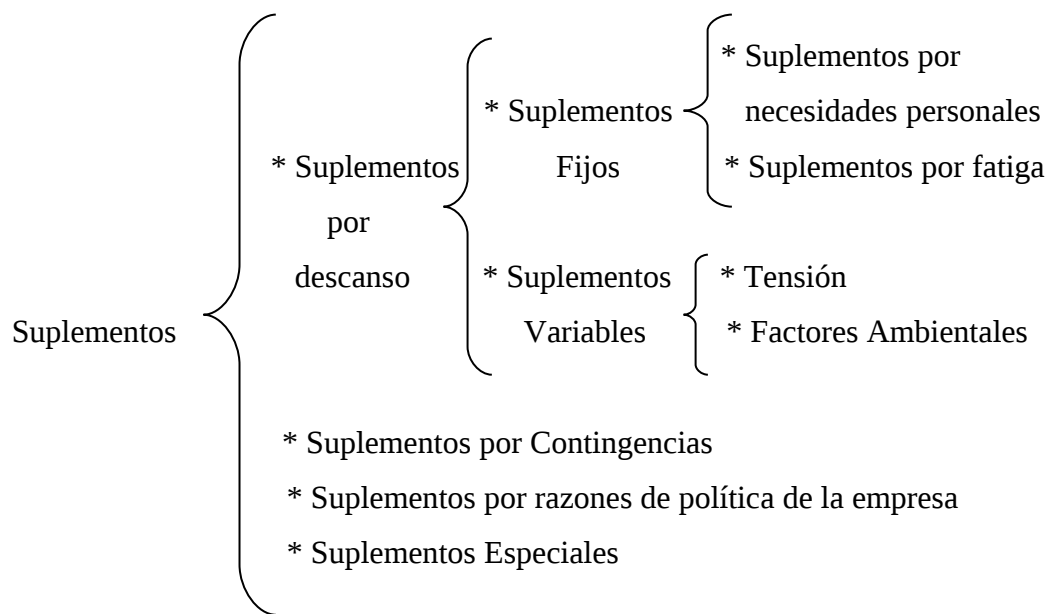 * Suplementos por
necesidades personales
* Suplementos
Fijos
* Suplementos por fatiga
* Suplementos
por
descanso
* Suplementos
Variables
* Tensión
* Factores Ambientales
Suplementos
* Suplementos por Contingencias
* Suplementos por razones de política de la empresa
* Suplementos Especiales